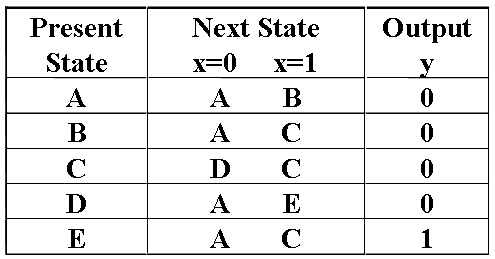 Present Next State Output
State x=0 x=1 y
A A B 0
B A C 0
C D C 0
D A E 0
E A C 1